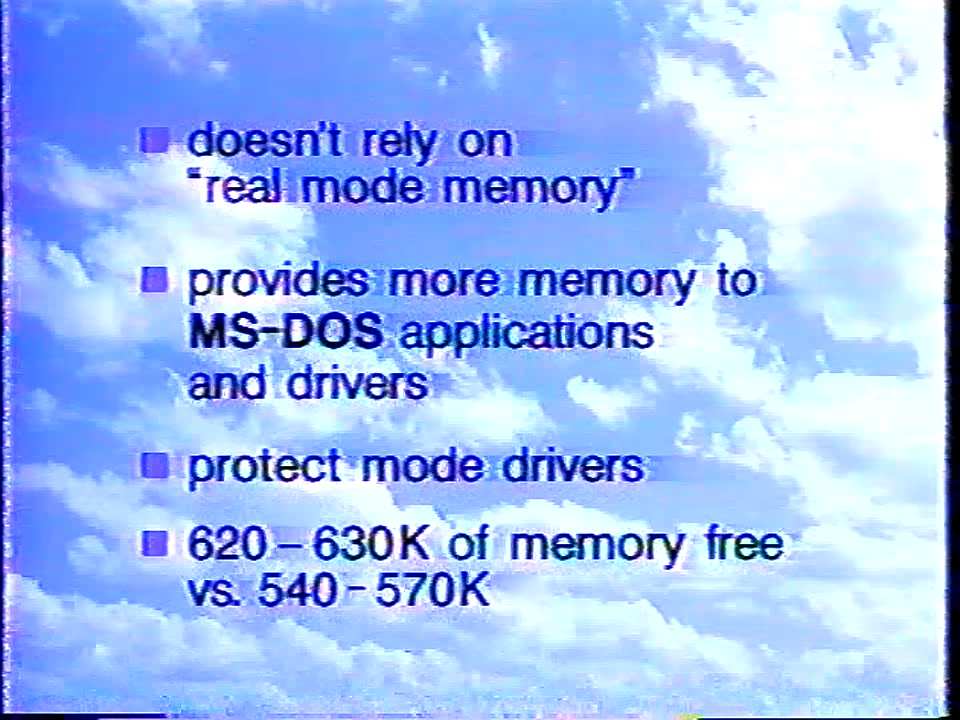 doesn't rely on
"real mode memory"
provides more memory to
MS-DOS applications
and drivers
protect mode drivers
620 – 630K of memory free
vs. 540 - 570K